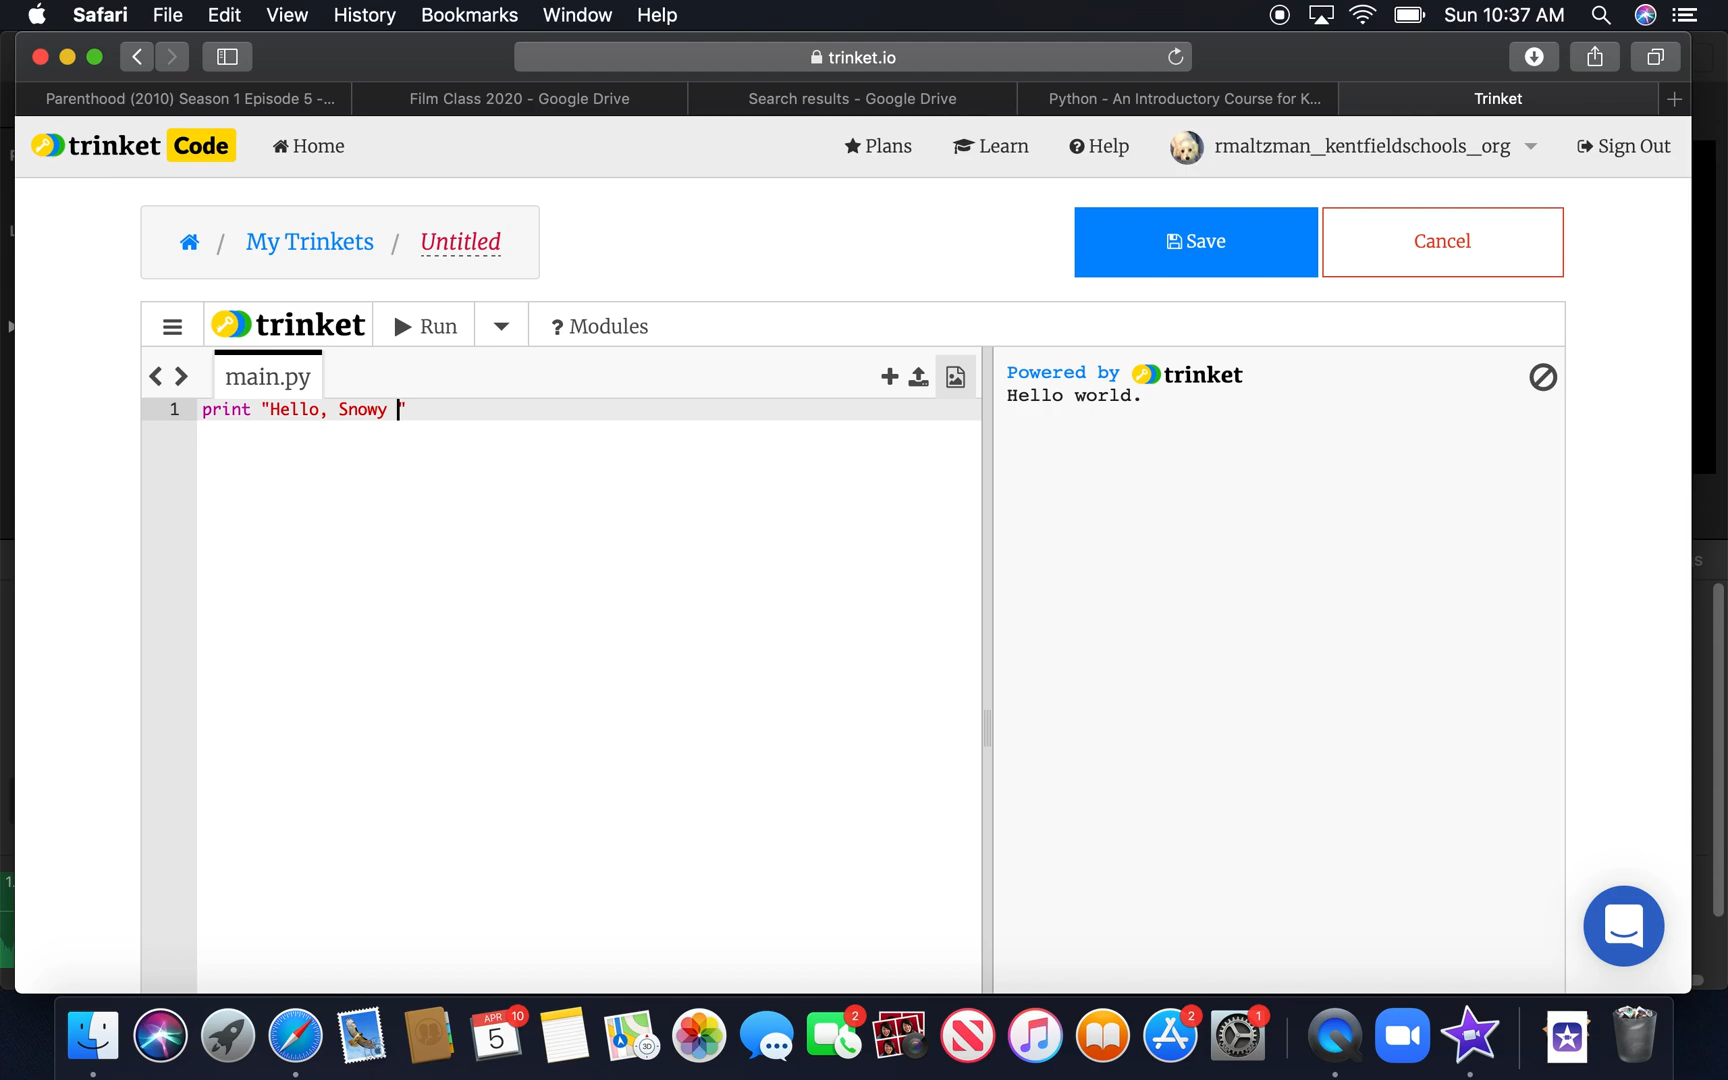 Safari File Edit View History Bookmarks Window Help Sun 10:37 AM
trinket.io
Parenthood (2010) Season 1 Episode 5 -... Film Class 2020 - Google Drive Search results - Google Drive Python - An Introductory Course for K... Trinket
trinket Code Home Plans Learn Help rmaltzman_kentfieldschools_org Sign Out
/ My Trinkets / Untitled Save Cancel
trinket Run ? Modules
main.py
Powered by trinket
Hello world.
1 print "Hello, Snowy "
1.
s
APR 10
5
3D
2
2
1